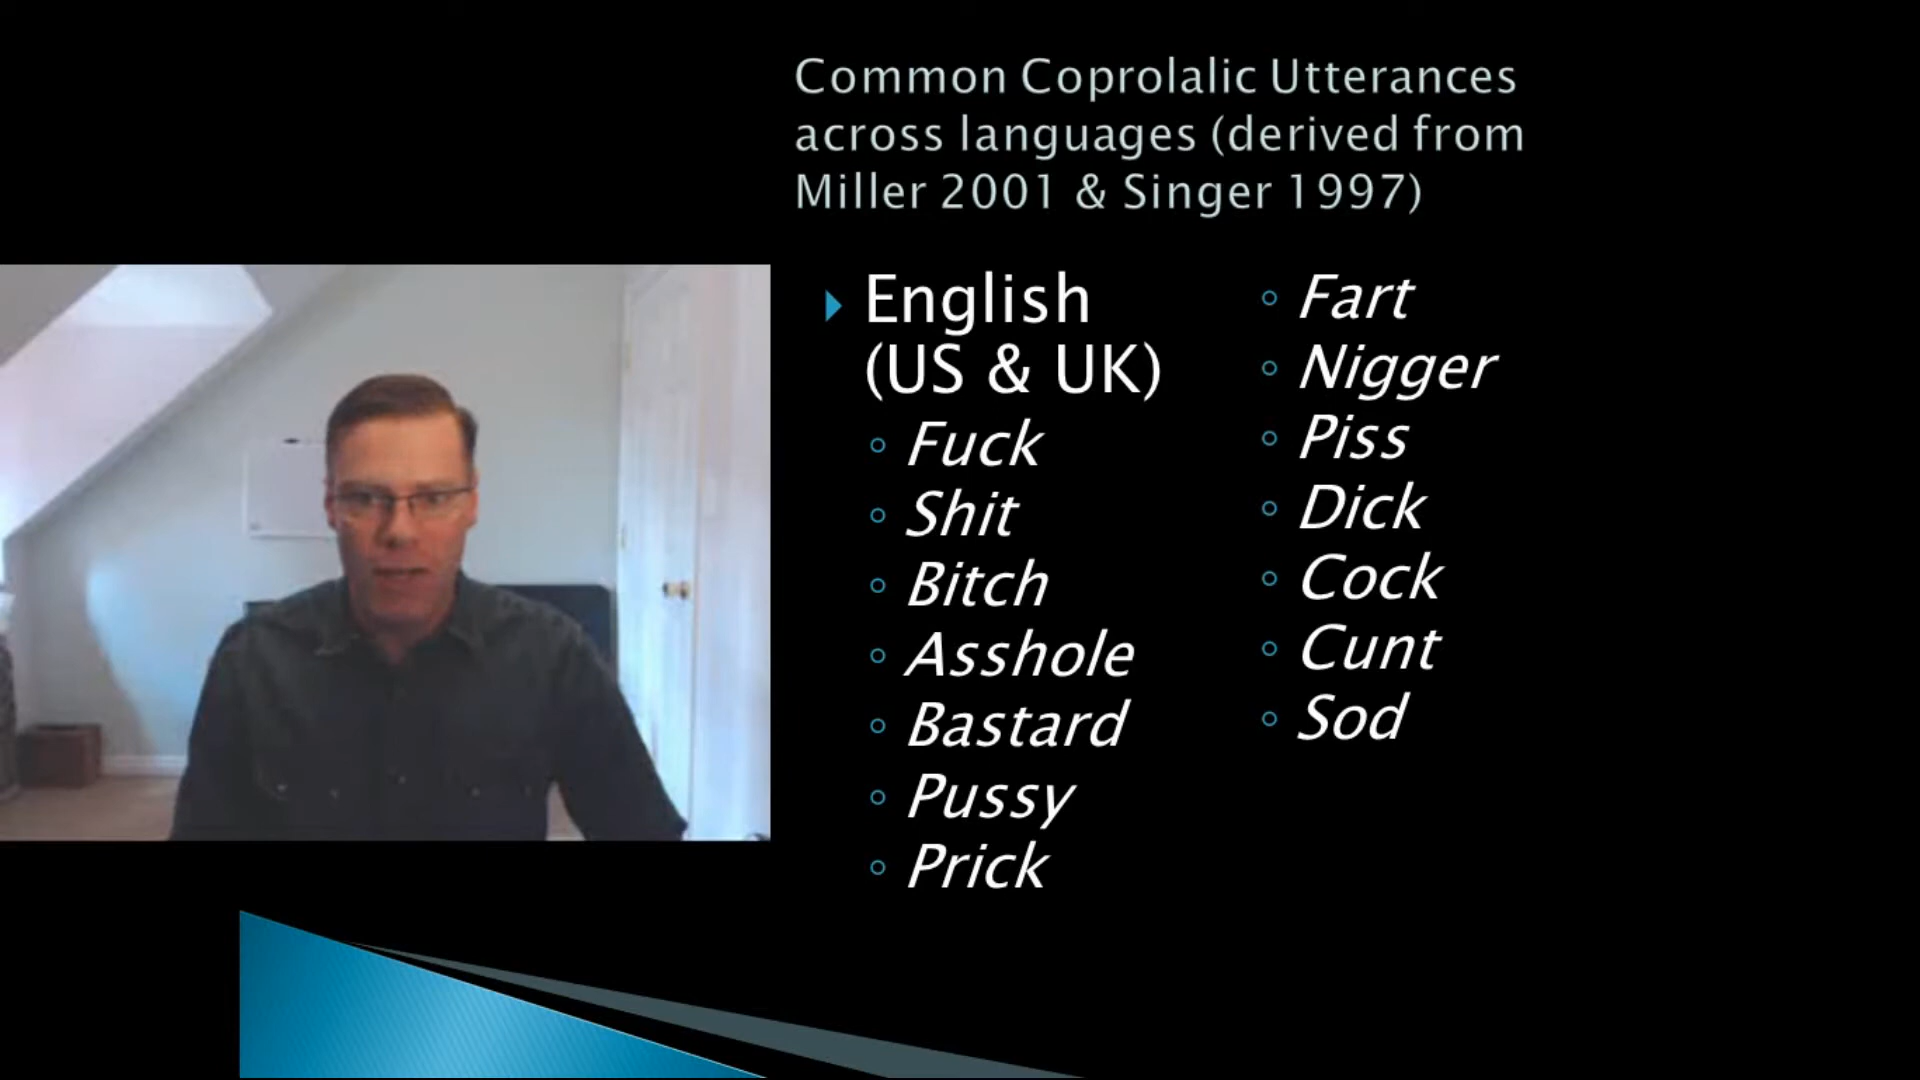 Common Coprolalic Utterances
across languages (derived from
Miller 2001 & Singer 1997)
English
(US & UK)
Fuck
Shit
Bitch
Asshole
Bastard
Pussy
Prick
Fart
Nigger
Piss
Dick
Cock
Cunt
Sod